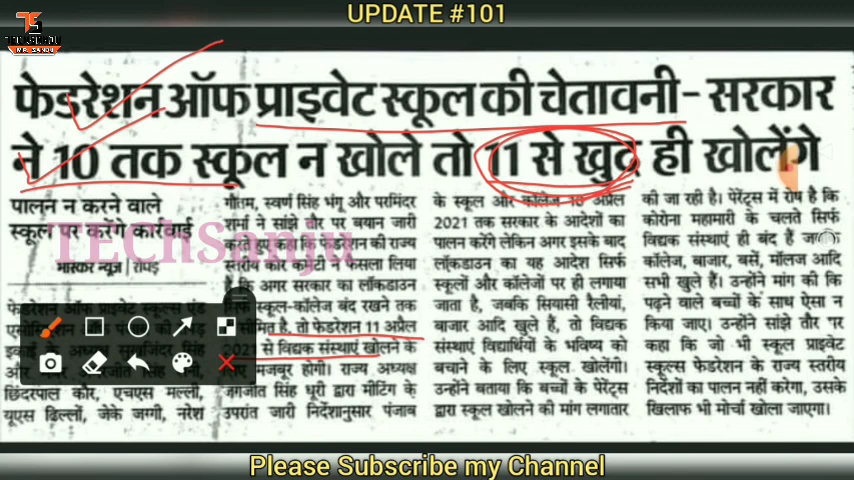 UPDATE #101
फेडरेशन ऑफ प्राइवेट स्कूल की चेतावनी - सरकार
ने 10 तक स्कूल न खोले तो 11 से खुद ही खोलेंगे
पालन न करने वाले
स्कूल पर करेंगे कार्रवाई
भास्कर न्यूज | रोपड़
फेडरेशन ऑफ प्राइवेट स्कूल्स एंड
छिंदरपाल कौर, एचएस मल्ली,
यूएस ढिल्लों, जेके जग्गी, नरेश
गौतम, स्वर्ण सिंह भंगू और परमिंदर
शर्मा ने सांझे तौर पर बयान जारी
करते हुए कहा कि फेडरेशन की राज्य
स्तरीय कोर कमेटी ने फैसला लिया
है कि अगर सरकार का लॉकडाउन
सिर्फ स्कूल-कॉलेज बंद रखने तक
सीमित है, तो फेडरेशन 11 अप्रैल
2021 से विद्यक संस्थाएं खोलने के
लिए मजबूर होगी। राज्य अध्यक्ष
जगजीत सिंह धूरी द्वारा मीटिंग के
उपरांत जारी निर्देशानुसार पंजाब
के स्कूल और कॉलेज 10 अप्रैल
2021 तक सरकार के आदेशों का
पालन करेंगे लेकिन अगर इसके बाद
लॉकडाउन का यह आदेश सिर्फ
स्कूलों और कॉलेजों पर ही लगाया
जाता है, जबकि सियासी रैलीयां,
बाजार आदि खुले हैं, तो विद्यक
संस्थाएं विद्यार्थियों के भविष्य को
बचाने के लिए स्कूल खोलेंगी।
उन्होंने बताया कि बच्चों के पेरेंट्स
द्वारा स्कूल खोलने की मांग लगातार
की जा रही है। पेरेंट्स में रोष है कि
कोरोना महामारी के चलते सिर्फ
विद्यक संस्थाएं ही बंद हैं
कॉलेज, बाजार, बसें, मॉलज आदि
सभी खुले हैं। उन्होंने मांग की कि
पढ़ने वाले बच्चों के साथ ऐसा न
किया जाए। उन्होंने सांझे तौर पर
कहा कि जो भी स्कूल प्राइवेट
स्कूल्स फेडरेशन के राज्य स्तरीय
निर्देशों का पालन नहीं करेगा, उसके
खिलाफ भी मोर्चा खोला जाएगा।
TECHSanju
Please Subscribe my Channel